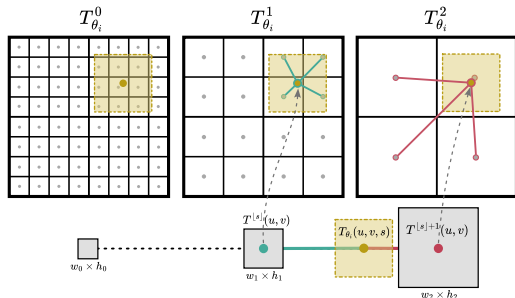 T^0_{θ_i} T^1_{θ_i} T^2_{θ_i}
T^{⌊s⌋}(u, v) T_{θ_i}(u, v, s) T^{⌊s⌋+1}(u, v)
w_0 × h_0 w_1 × h_1 w_2 × h_2